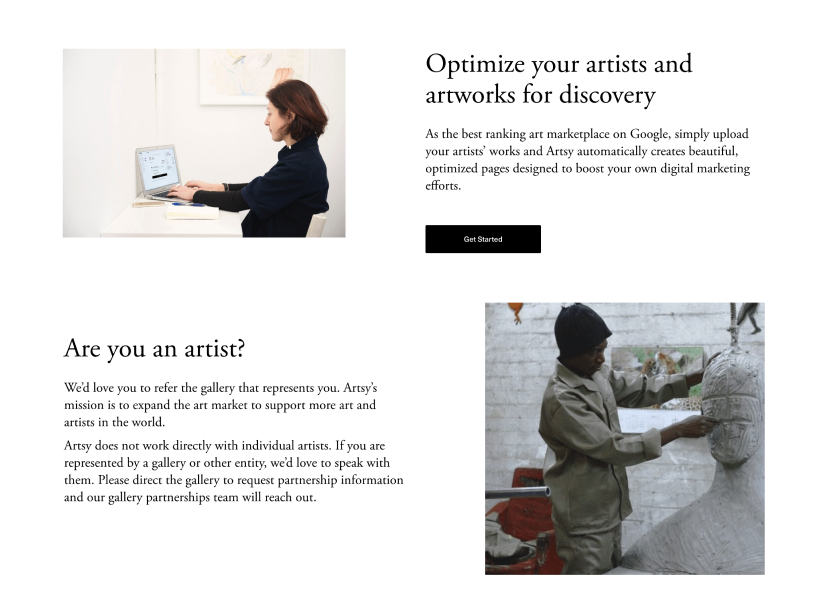 Optimize your artists and
artworks for discovery
As the best ranking art marketplace on Google, simply upload
your artists’ works and Artsy automatically creates beautiful,
optimized pages designed to boost your own digital marketing
efforts.
Get Started
Are you an artist?
We’d love you to refer the gallery that represents you. Artsy’s
mission is to expand the art market to support more art and
artists in the world.
Artsy does not work directly with individual artists. If you are
represented by a gallery or other entity, we’d love to speak with
them. Please direct the gallery to request partnership information
and our gallery partnerships team will reach out.